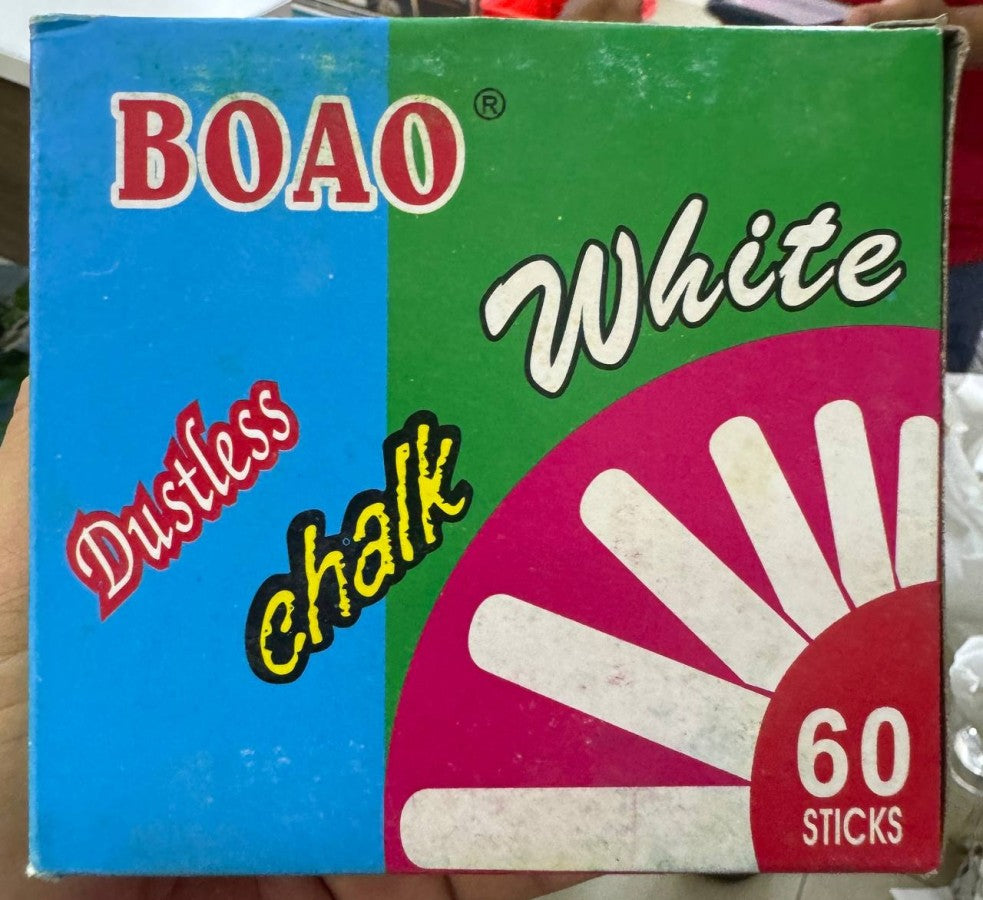 BOAO®
White
Dustless
chalk
60
STICKS